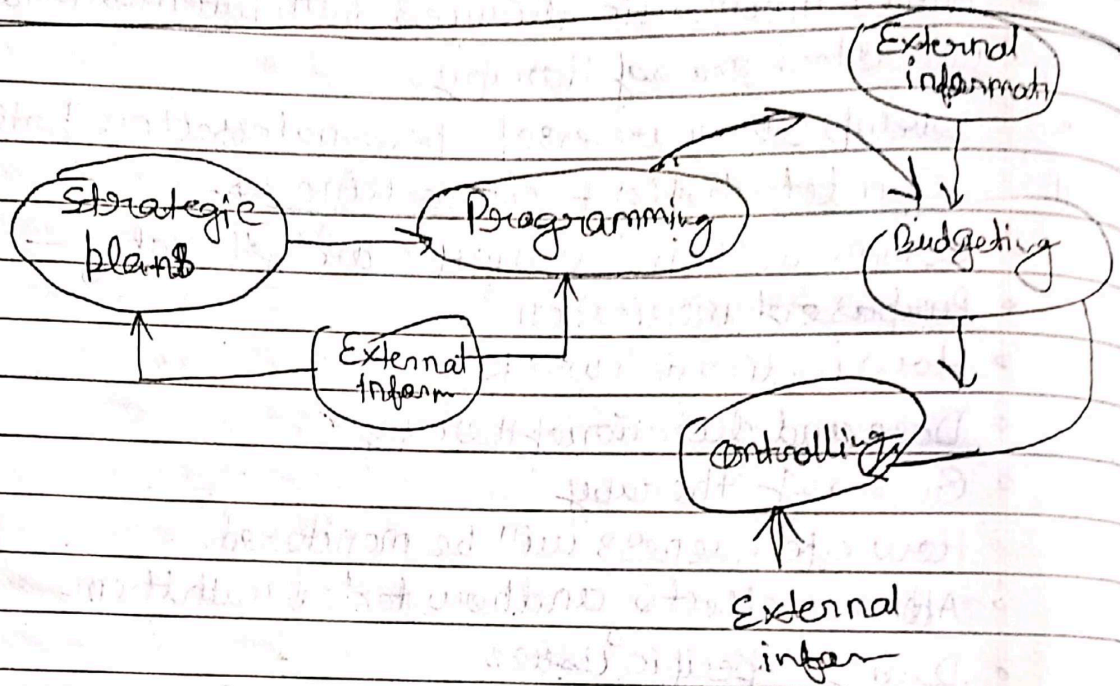 External
informati
Strategic
plans
Programming
Budgeting
External
Inform
Controlling
External
infor